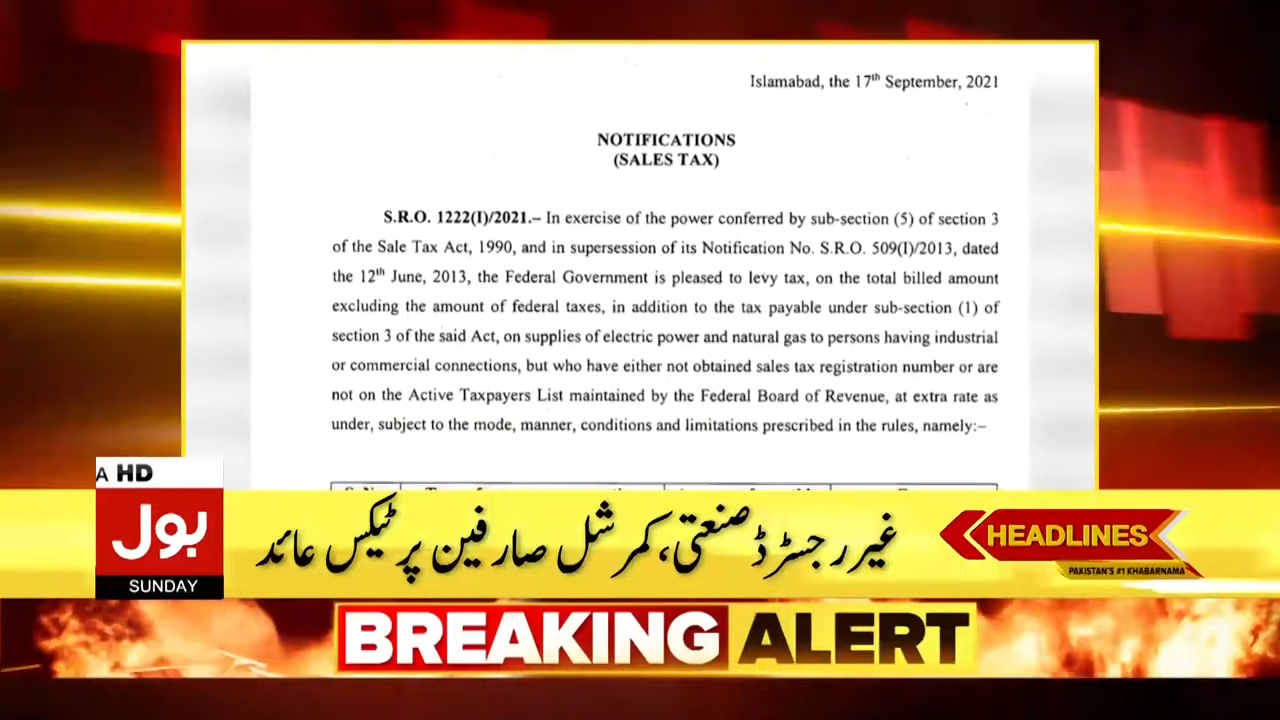 Islamabad, the 17th September, 2021
NOTIFICATIONS
(SALES TAX)
S.R.O. 1222(I)/2021.– In exercise of the power conferred by sub-section (5) of section 3
of the Sale Tax Act, 1990, and in supersession of its Notification No. S.R.O. 509(I)/2013, dated
the 12th June, 2013, the Federal Government is pleased to levy tax, on the total billed amount
excluding the amount of federal taxes, in addition to the tax payable under sub-section (1) of
section 3 of the said Act, on supplies of electric power and natural gas to persons having industrial
or commercial connections, but who have either not obtained sales tax registration number or are
not on the Active Taxpayers List maintained by the Federal Board of Revenue, at extra rate as
under, subject to the mode, manner, conditions and limitations prescribed in the rules, namely:–
A HD
بول
SUNDAY
غیر رجسٹرڈ صنعتی، کمرشل صارفین پر ٹیکس عائد
HEADLINES
PAKISTAN'S #1 KHABARNAMA
BREAKING ALERT